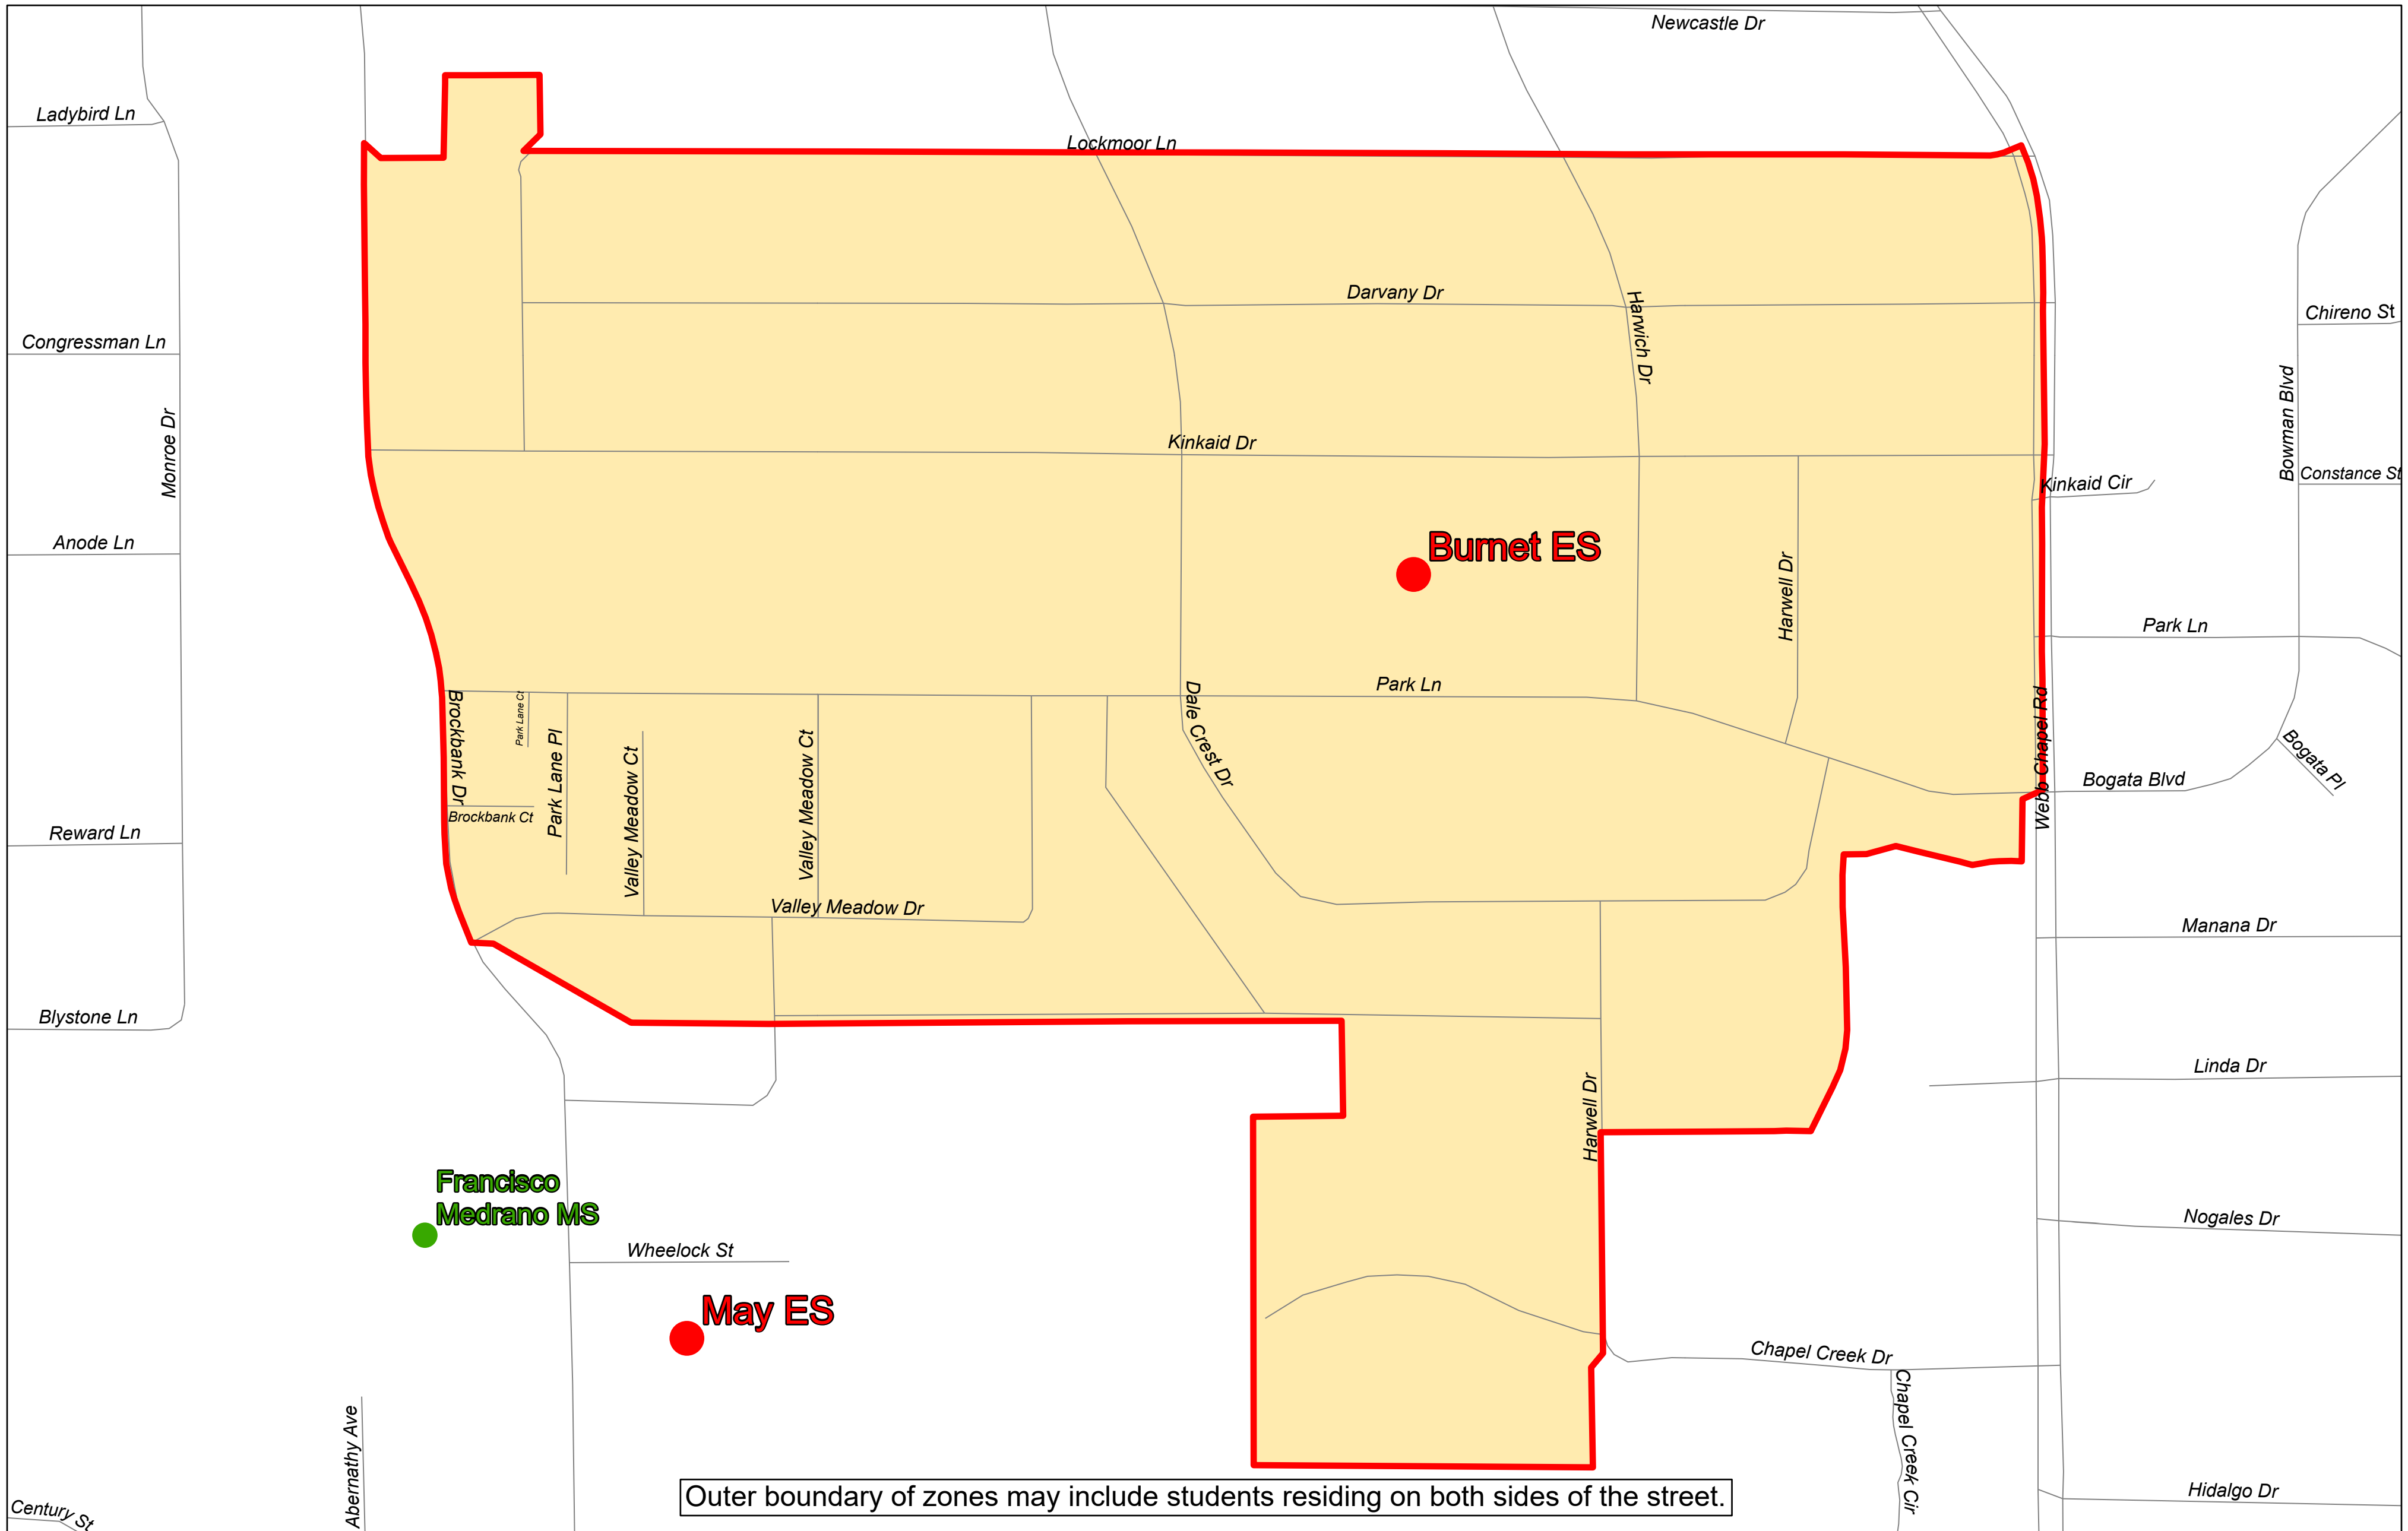 Newcastle Dr
Ladybird Ln
Lockmoor Ln
Darvany Dr
Harwich Dr
Chireno St
Congressman Ln
Monroe Dr
Kinkaid Dr
Bowman Blvd
Constance St
Kinkaid Cir
Anode Ln
Burnet ES
Harwell Dr
Park Ln
Park Ln
Brockbank Dr
Park Lane Ct
Park Lane Pl
Valley Meadow Ct
Valley Meadow Ct
Dale Crest Dr
Webb Chapel Rd
Bogata Blvd
Bogata Pl
Brockbank Ct
Reward Ln
Valley Meadow Dr
Manana Dr
Blystone Ln
Linda Dr
Harwell Dr
Francisco
Medrano MS
Nogales Dr
Wheelock St
May ES
Chapel Creek Dr
Chapel Creek Cir
Abernathy Ave
Hidalgo Dr
Century St
Outer boundary of zones may include students residing on both sides of the street.